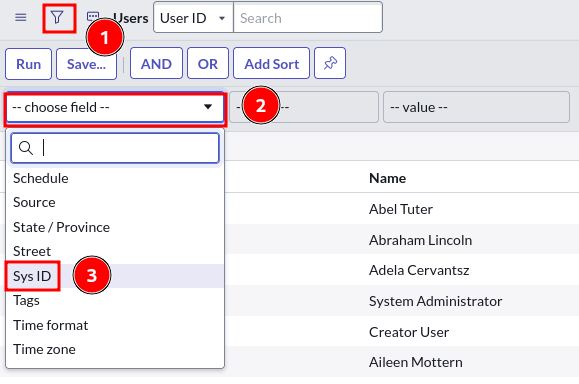 Users User ID Search
1
Run Save... AND OR Add Sort
-- choose field -- 2 -- -- value --
Schedule Name
Source Abel Tuter
State / Province
Street Abraham Lincoln
Sys ID 3 Adela Cervantsz
Tags System Administrator
Time format Creator User
Time zone Aileen Mottern